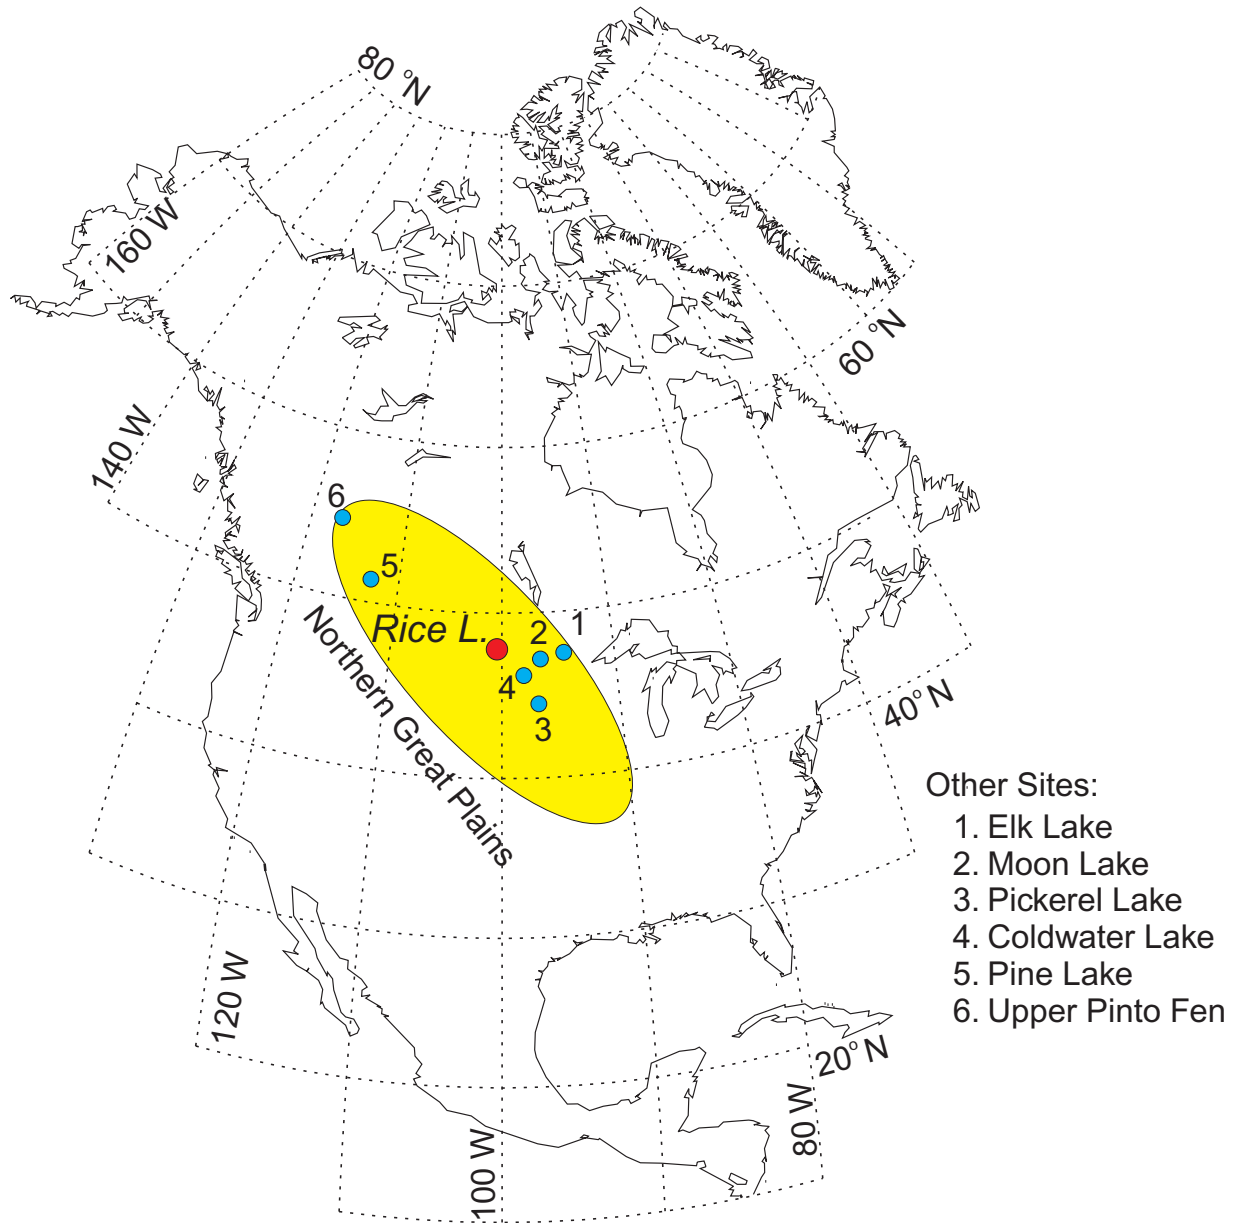 80 °N
160 W
60 °N
140 W
6
5
1
Rice L.
2
4
3
Northern Great Plains
40° N
Other Sites:
1. Elk Lake
2. Moon Lake
3. Pickerel Lake
4. Coldwater Lake
5. Pine Lake
6. Upper Pinto Fen
120 W
20° N
80 W
100 W